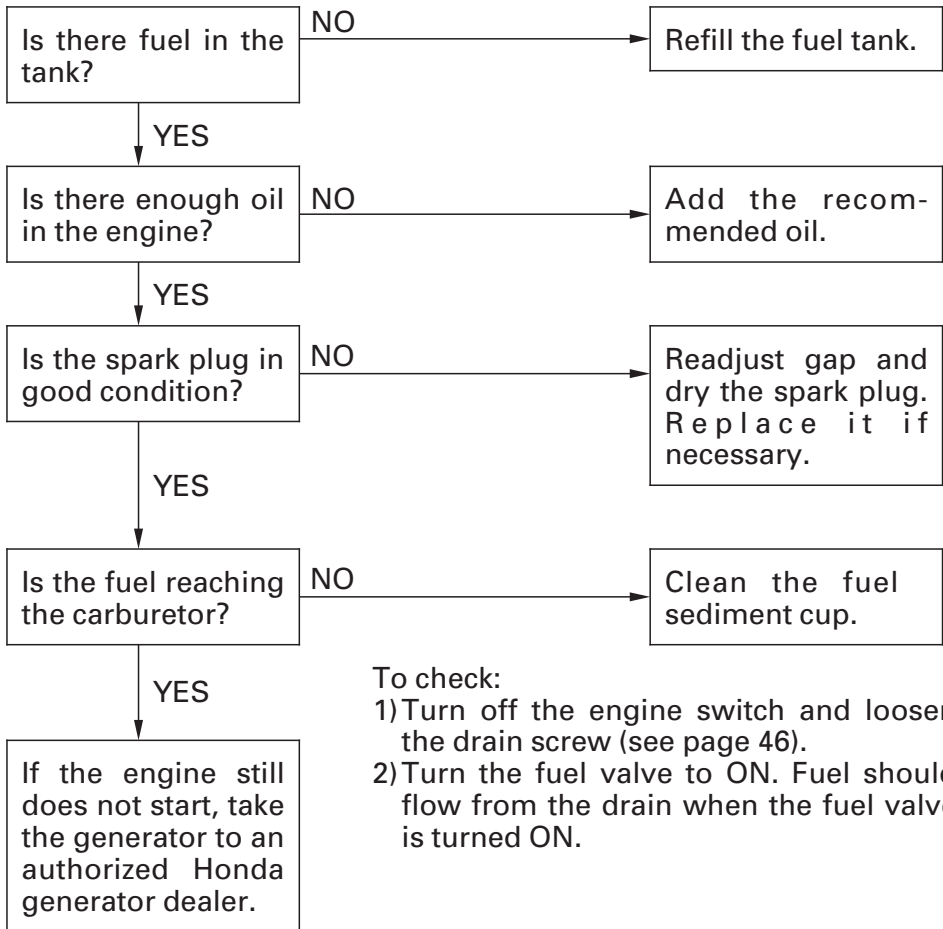 Is there fuel in the
tank?
NO
Refill the fuel tank.
YES
Is there enough oil
in the engine?
NO
Add the recom-
mended oil.
YES
Is the spark plug in
good condition?
NO
Readjust gap and
dry the spark plug.
Replace it if
necessary.
YES
Is the fuel reaching
the carburetor?
NO
Clean the fuel
sediment cup.
YES
To check:
1) Turn off the engine switch and loosen
the drain screw (see page 46).
2) Turn the fuel valve to ON. Fuel should
flow from the drain when the fuel valve
is turned ON.
If the engine still
does not start, take
the generator to an
authorized Honda
generator dealer.